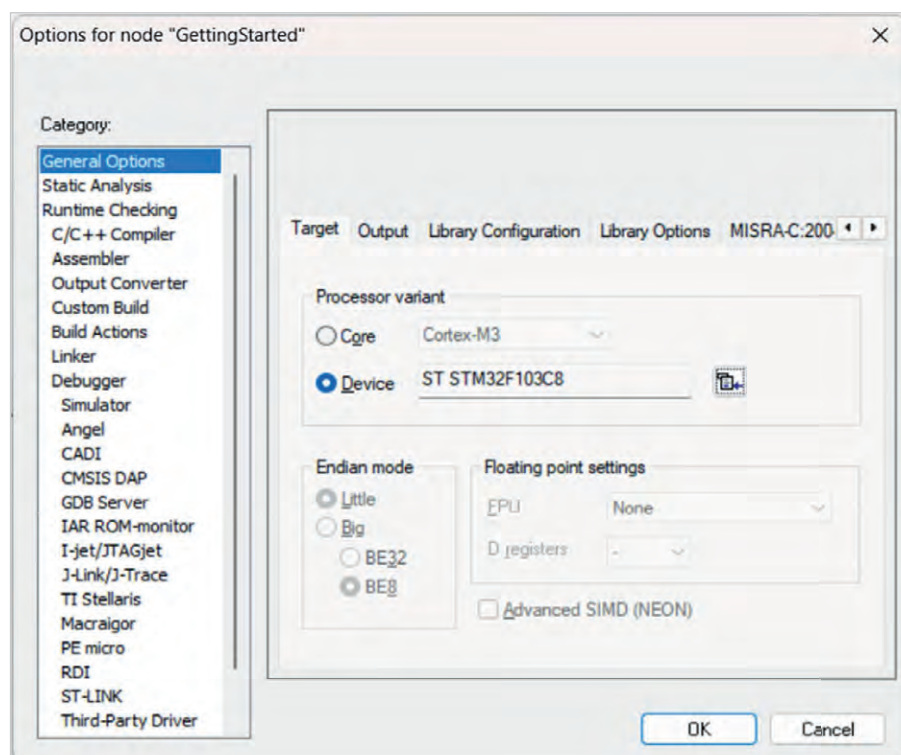 Options for node "GettingStarted"
Category:
General Options
Static Analysis
Runtime Checking
C/C++ Compiler
Assembler
Output Converter
Custom Build
Build Actions
Linker
Debugger
Simulator
Angel
CADI
CMSIS DAP
GDB Server
IAR ROM-monitor
I-jet/JTAGjet
J-Link/J-Trace
TI Stellaris
Macraigor
PE micro
RDI
ST-LINK
Third-Party Driver
Target Output Library Configuration Library Options MISRA-C:200
Processor variant
Core Cortex-M3
Device ST STM32F103C8
Endian mode
Little
Big
BE32
BE8
Floating point settings
FPU None
D registers -
Advanced SIMD (NEON)
OK Cancel